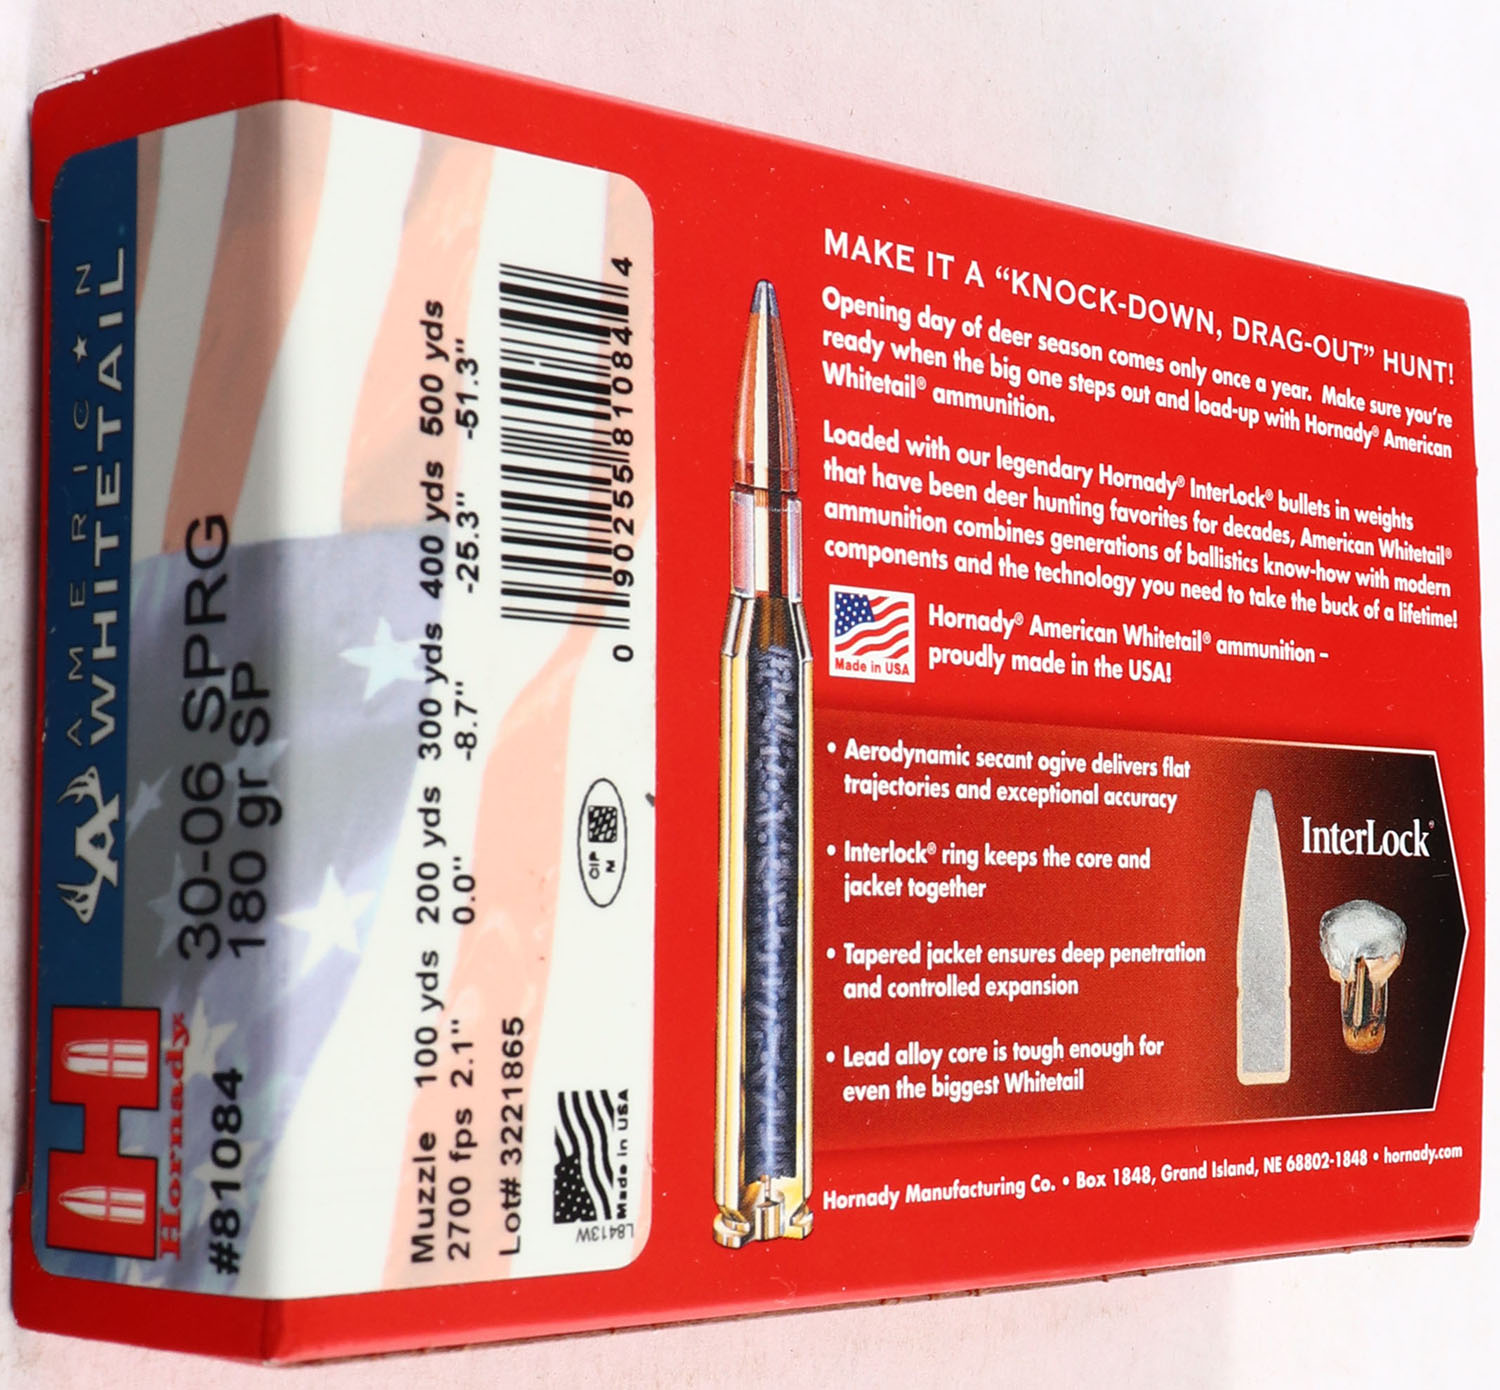 AMERIC★N
WHITETAIL
Hornady
#81084
30-06 SPRG
180 gr SP
Muzzle 100 yds 200 yds 300 yds 400 yds 500 yds
2700 fps 2.1" 0.0" -8.7" -25.3" -51.3"
Lot# 3221865
Made in USA
L8413W
CIP
N
0 90255 81084 4
MAKE IT A “KNOCK-DOWN, DRAG-OUT” HUNT!
Opening day of deer season comes only once a year. Make sure you’re
ready when the big one steps out and load-up with Hornady® American
Whitetail® ammunition.
Loaded with our legendary Hornady® InterLock® bullets in weights
that have been deer hunting favorites for decades, American Whitetail®
ammunition combines generations of ballistics know-how with modern
components and the technology you need to take the buck of a lifetime!
Made in USA
Hornady® American Whitetail® ammunition –
proudly made in the USA!
• Aerodynamic secant ogive delivers flat
trajectories and exceptional accuracy
• Interlock® ring keeps the core and
jacket together
• Tapered jacket ensures deep penetration
and controlled expansion
• Lead alloy core is tough enough for
even the biggest Whitetail
InterLock®
Hornady Manufacturing Co. • Box 1848, Grand Island, NE 68802-1848 • hornady.com